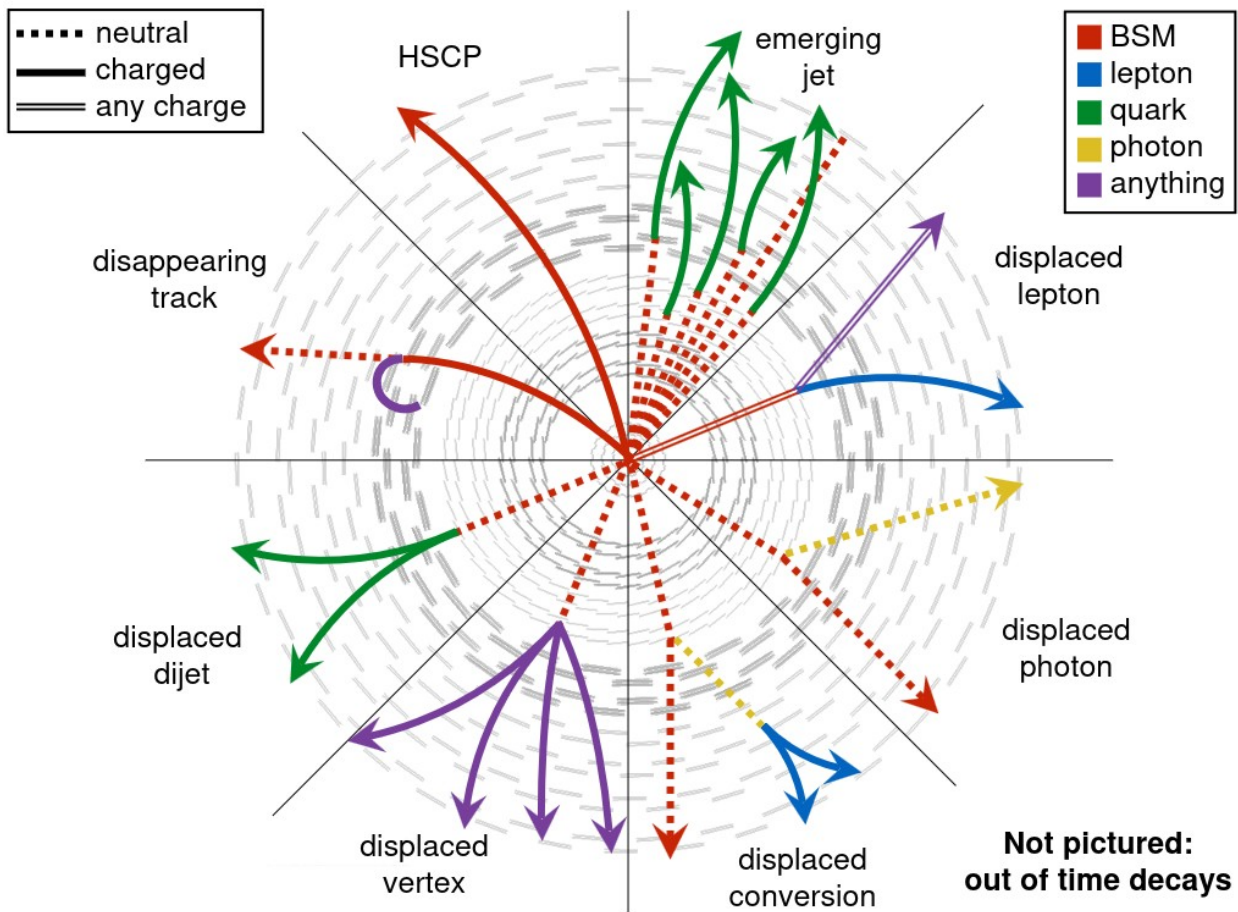 neutral
charged
any charge
HSCP
emerging
jet
BSM
lepton
quark
photon
anything
disappearing
track
displaced
lepton
displaced
dijet
displaced
photon
displaced
vertex
displaced
conversion
Not pictured:
out of time decays